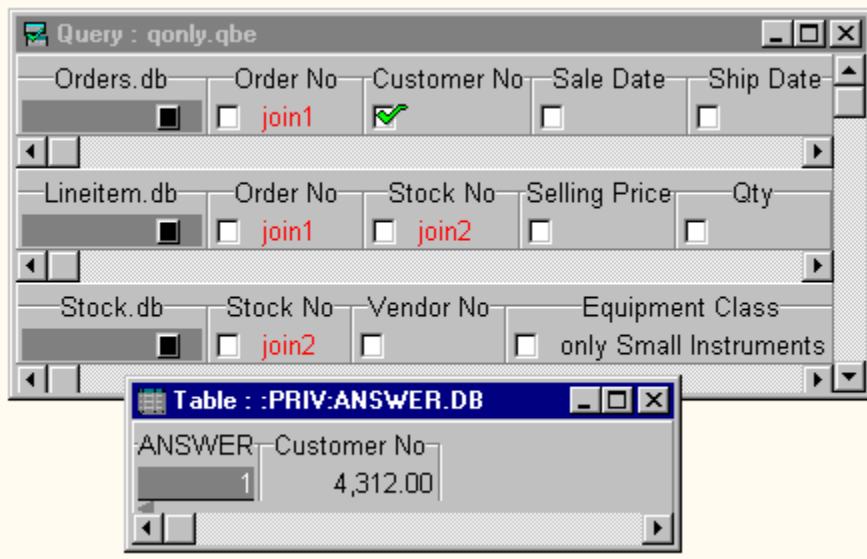 Query : qonly.qbe
Orders.db Order No Customer No Sale Date Ship Date
join1
Lineitem.db Order No Stock No Selling Price Qty
join1 join2
Stock.db Stock No Vendor No Equipment Class
join2 only Small Instruments
Table : :PRIV:ANSWER.DB
ANSWER Customer No
1 4,312.00